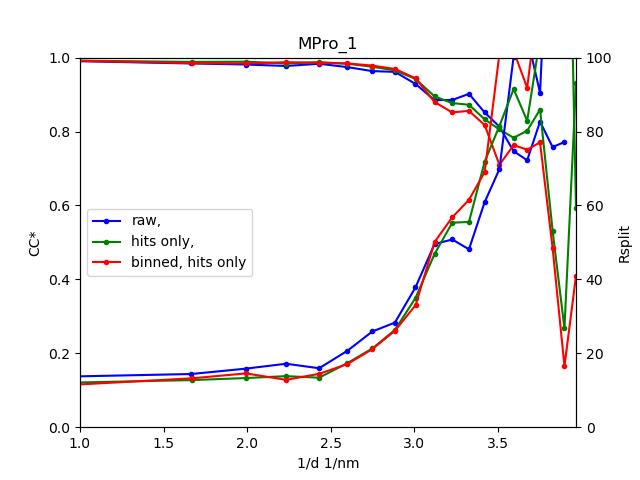 MPro_1
1.0
0.8
0.6
0.4
0.2
0.0
CC*
100
80
60
40
20
0
Rsplit
raw,
hits only,
binned, hits only
1.0
1.5
2.0
2.5
3.0
3.5
1/d 1/nm